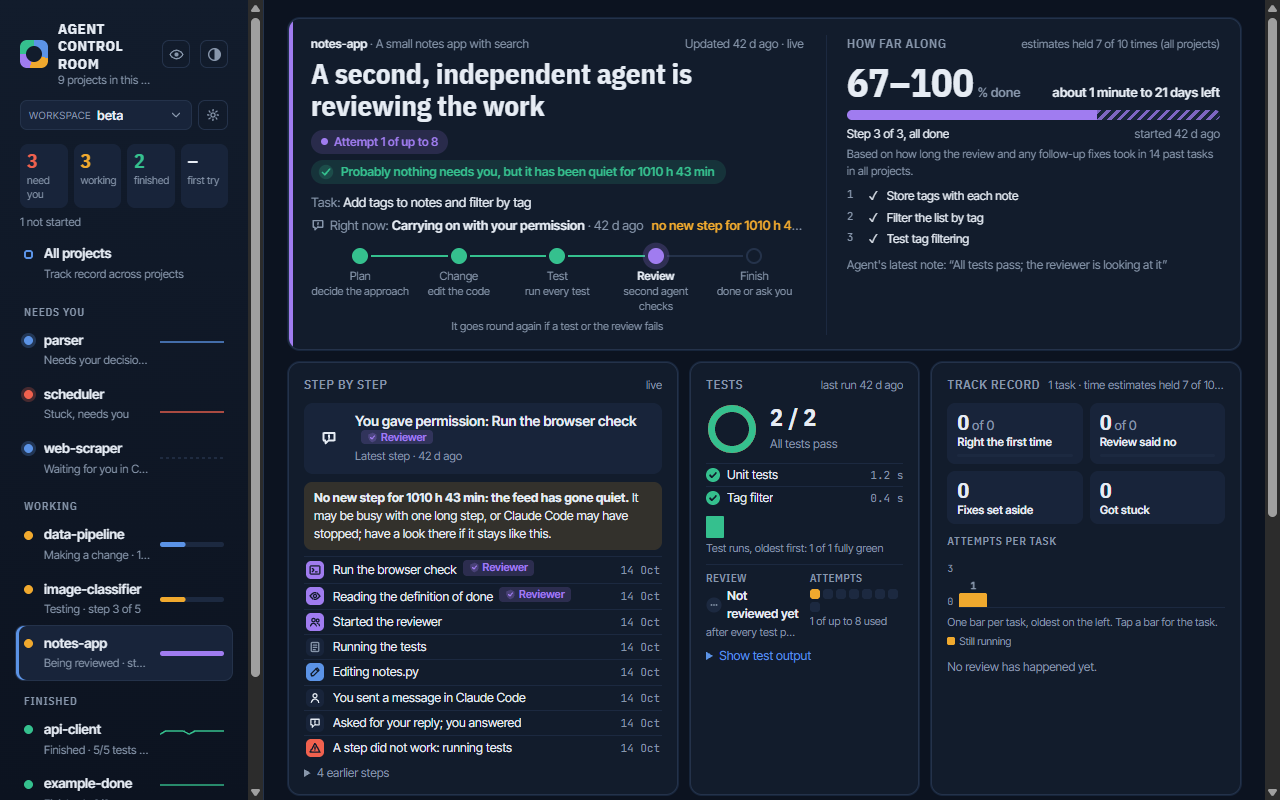 AGENT
CONTROL
ROOM
9 projects in this ...
WORKSPACE beta
3 need you
3 working
2 finished
– first try
1 not started
All projects
Track record across projects
NEEDS YOU
parser
Needs your decisio...
scheduler
Stuck, needs you
web-scraper
Waiting for you in C...
WORKING
data-pipeline
Making a change · 1...
image-classifier
Testing · step 3 of 5
notes-app
Being reviewed · st...
FINISHED
api-client
Finished · 5/5 tests ...
example-done
notes-app · A small notes app with search
Updated 42 d ago · live
A second, independent agent is
reviewing the work
Attempt 1 of up to 8
Probably nothing needs you, but it has been quiet for 1010 h 43 min
Task: Add tags to notes and filter by tag
Right now: Carrying on with your permission · 42 d ago no new step for 1010 h 4...
Plan
decide the approach
Change
edit the code
Test
run every test
Review
second agent
checks
Finish
done or ask you
It goes round again if a test or the review fails
HOW FAR ALONG
estimates held 7 of 10 times (all projects)
67–100 % done
about 1 minute to 21 days left
Step 3 of 3, all done
started 42 d ago
Based on how long the review and any follow-up fixes took in 14 past tasks
in all projects.
1 ✓ Store tags with each note
2 ✓ Filter the list by tag
3 ✓ Test tag filtering
Agent's latest note: “All tests pass; the reviewer is looking at it”
STEP BY STEP
live
You gave permission: Run the browser check
Reviewer
Latest step · 42 d ago
No new step for 1010 h 43 min: the feed has gone quiet. It
may be busy with one long step, or Claude Code may have
stopped; have a look there if it stays like this.
Run the browser check Reviewer 14 Oct
Reading the definition of done Reviewer 14 Oct
Started the reviewer 14 Oct
Running the tests 14 Oct
Editing notes.py 14 Oct
You sent a message in Claude Code 14 Oct
Asked for your reply; you answered 14 Oct
A step did not work: running tests 14 Oct
4 earlier steps
TESTS
last run 42 d ago
2 / 2
All tests pass
Unit tests 1.2 s
Tag filter 0.4 s
Test runs, oldest first: 1 of 1 fully green
REVIEW
Not
reviewed yet
after every test p...
ATTEMPTS
1 of up to 8 used
Show test output
TRACK RECORD
1 task · time estimates held 7 of 10...
0 of 0
Right the first time
0 of 0
Review said no
0
Fixes set aside
0
Got stuck
ATTEMPTS PER TASK
3
1
0
One bar per task, oldest on the left. Tap a bar for the task.
Still running
No review has happened yet.